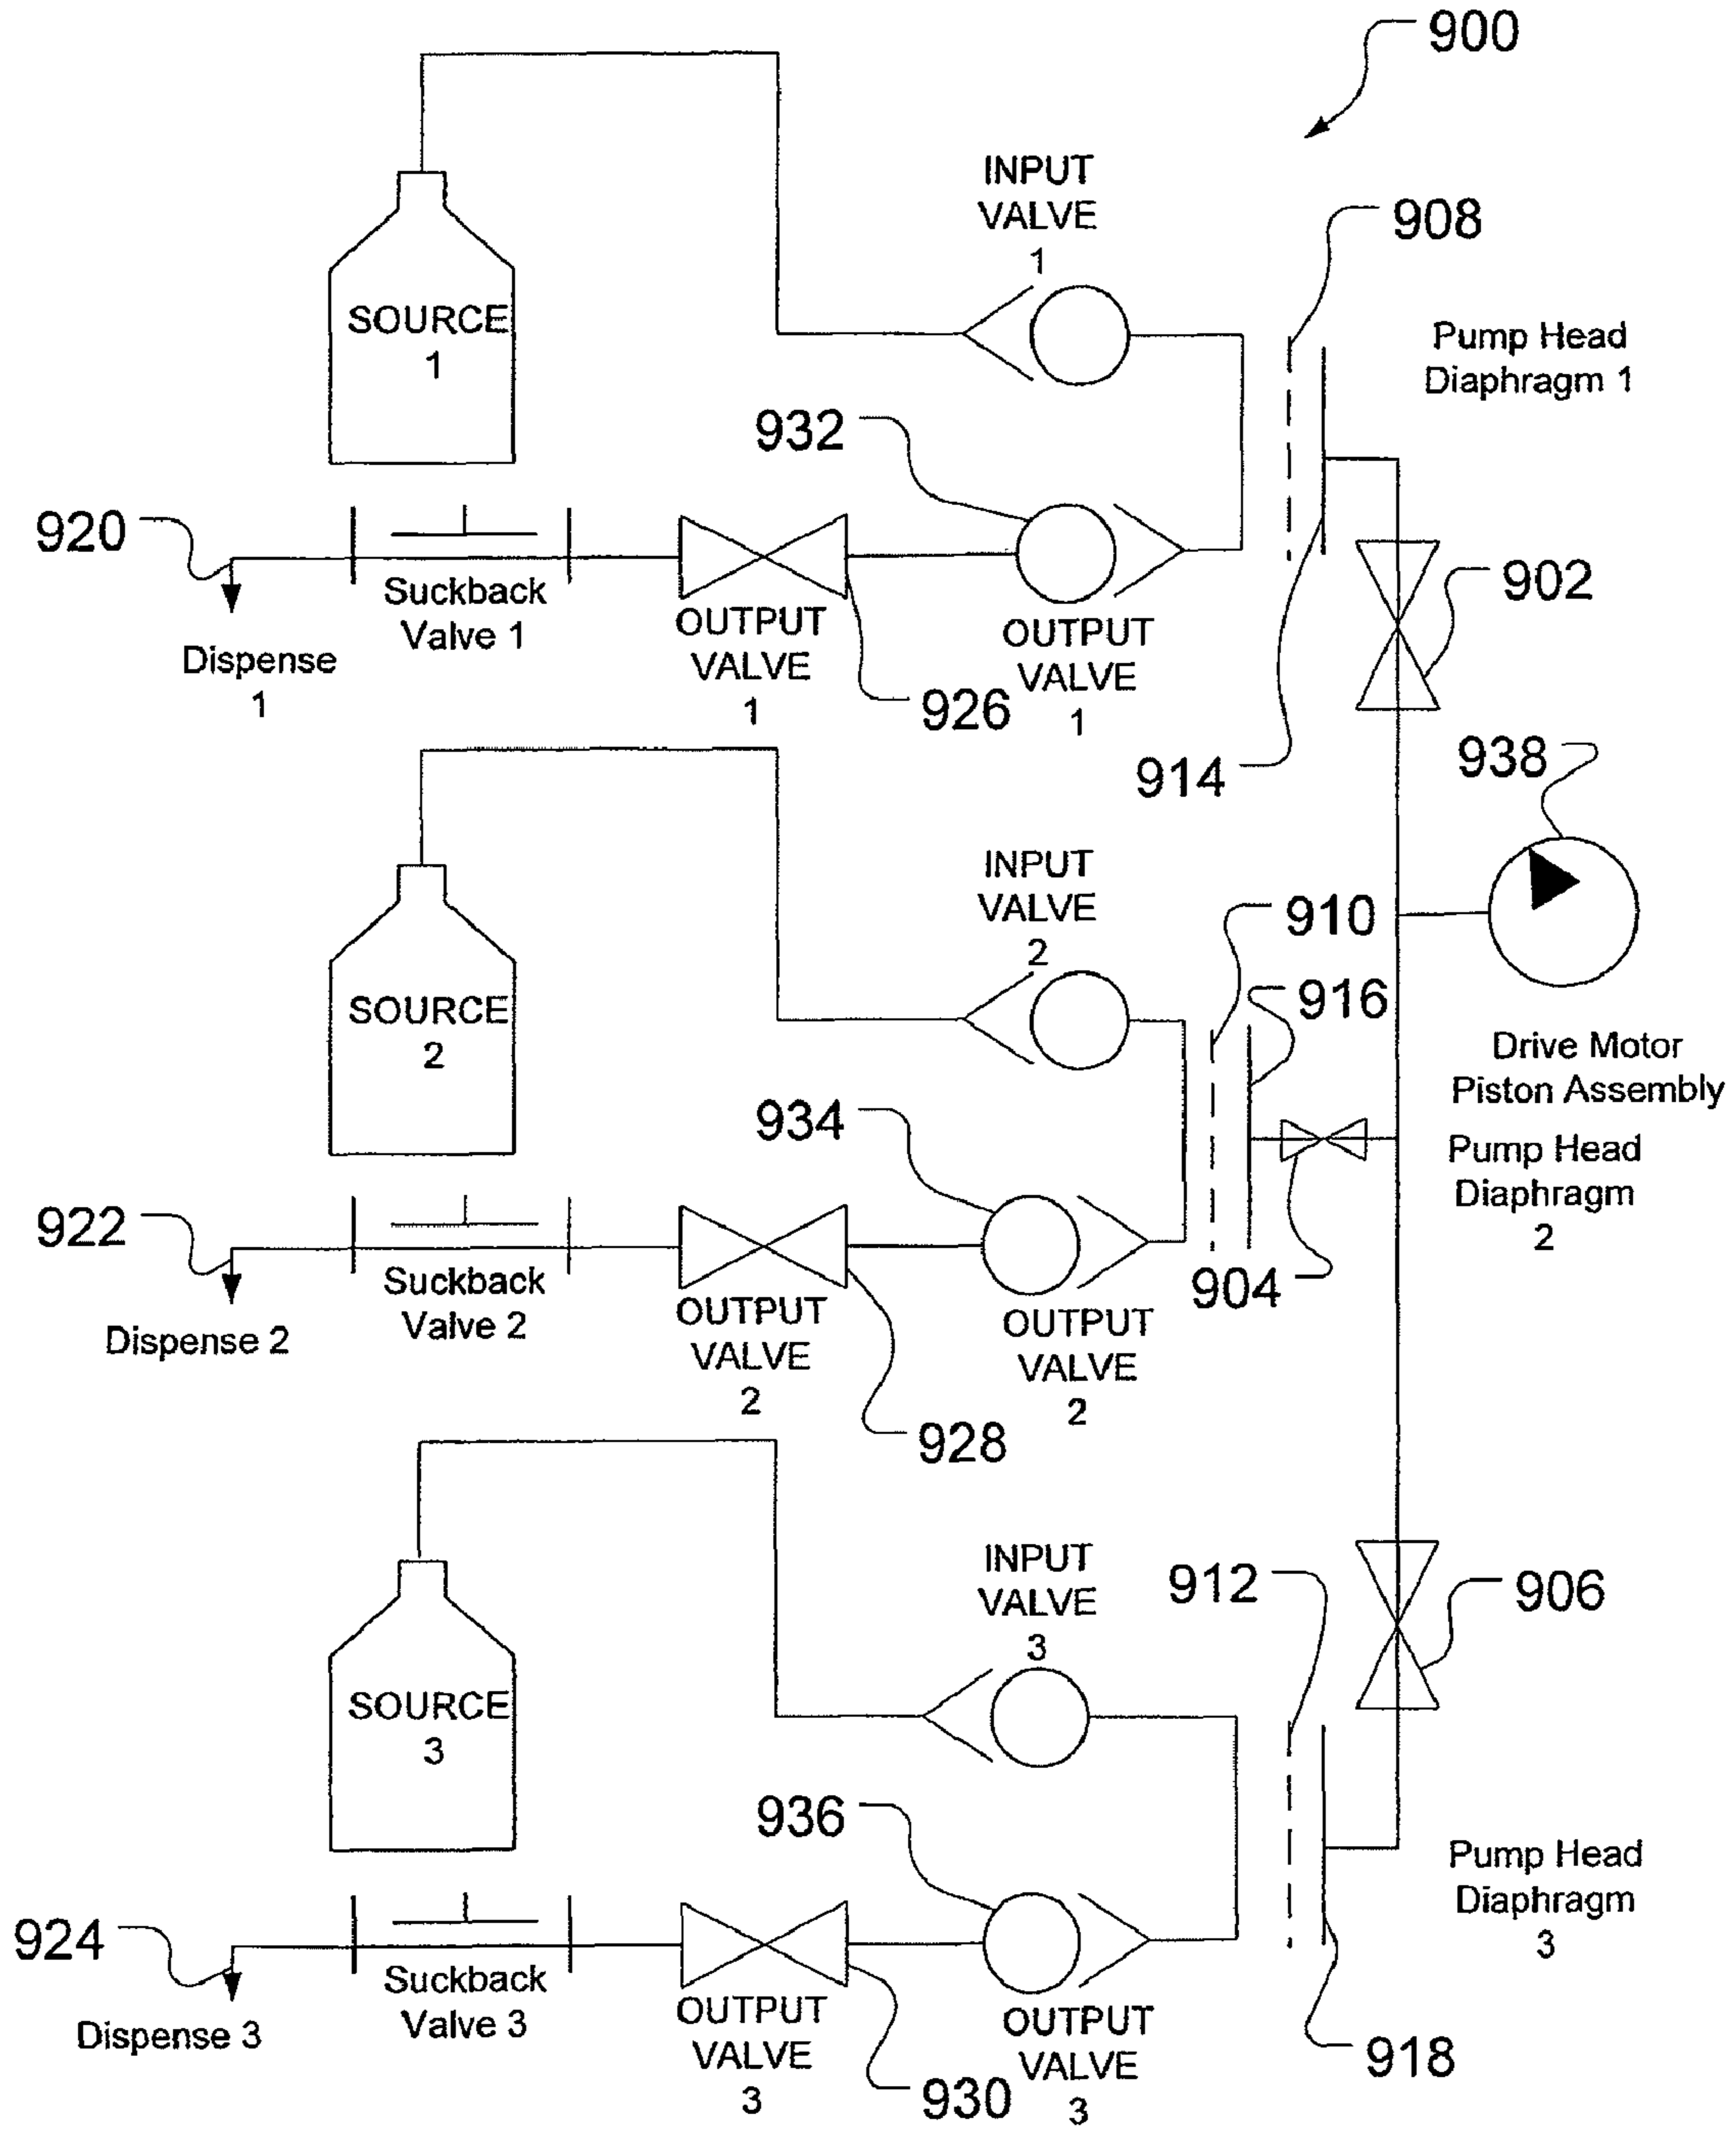 900
INPUT
VALVE
1
908
SOURCE
1
Pump Head
Diaphragm 1
932
920
Suckback
Valve 1
Dispense
1
OUTPUT
VALVE
1
926
OUTPUT
VALVE
1
902
914
938
INPUT
VALVE
2
910
916
SOURCE
2
Drive Motor
Piston Assembly
934
Pump Head
Diaphragm
2
922
Suckback
Valve 2
Dispense 2
OUTPUT
VALVE
2
928
OUTPUT
VALVE
2
904
INPUT
VALVE
3
912
906
SOURCE
3
936
Pump Head
Diaphragm
3
924
Suckback
Valve 3
Dispense 3
OUTPUT
VALVE
3
930
OUTPUT
VALVE
3
918